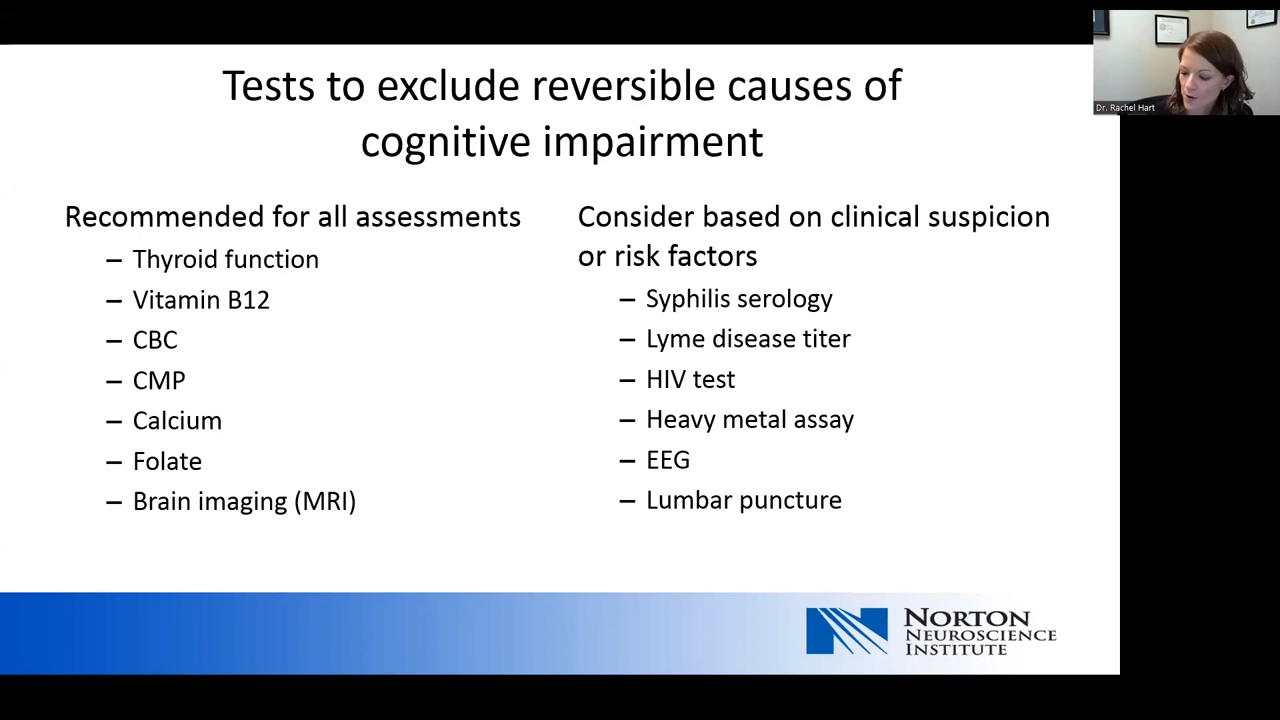 Tests to exclude reversible causes of
cognitive impairment
Recommended for all assessments
– Thyroid function
– Vitamin B12
– CBC
– CMP
– Calcium
– Folate
– Brain imaging (MRI)
Consider based on clinical suspicion
or risk factors
– Syphilis serology
– Lyme disease titer
– HIV test
– Heavy metal assay
– EEG
– Lumbar puncture
NORTON
NEUROSCIENCE
INSTITUTE
Dr. Rachel Hart